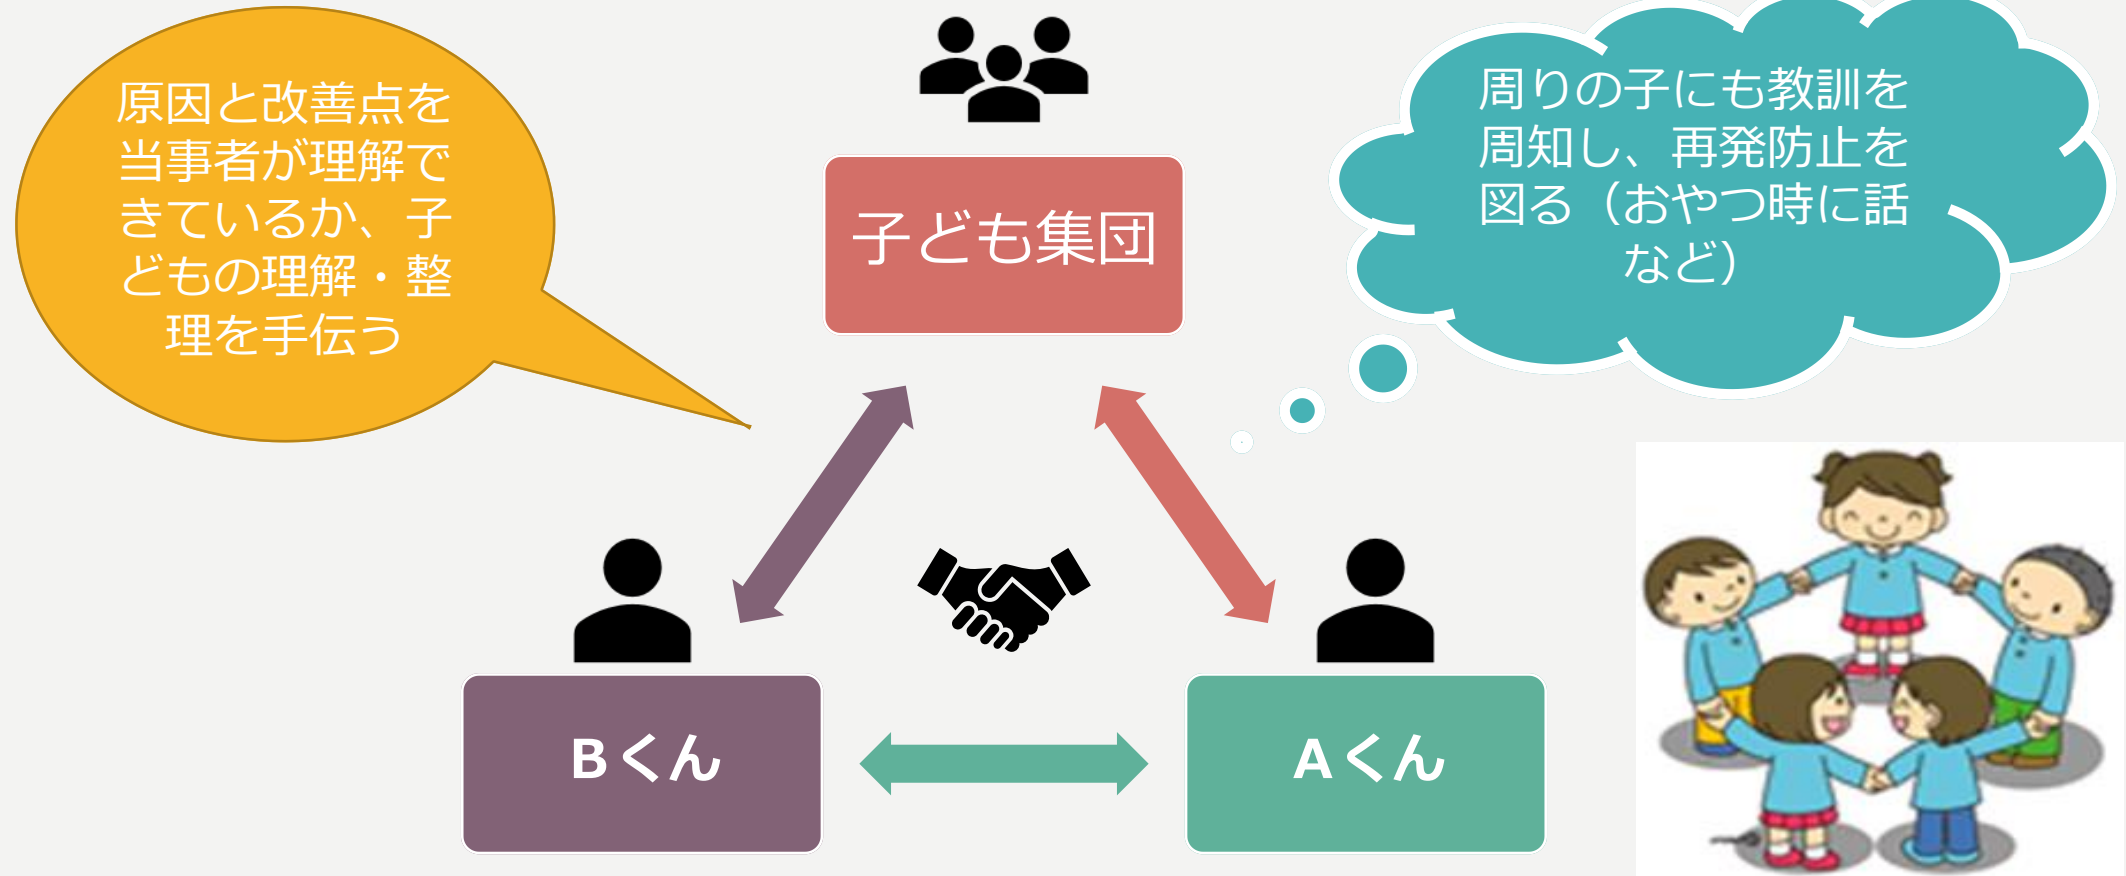 原因と改善点を
当事者が理解で
きているか、子
どもの理解・整
理を手伝う
子ども集団
周りの子にも教訓を
周知し、再発防止を
図る（おやつ時に話
など）
Bくん
Aくん